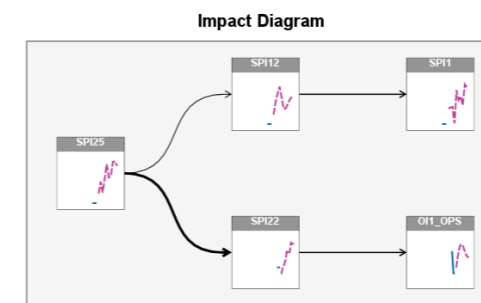 Impact Diagram
SPI12
SPI1
SPI25
SPI22
OI1_OPS